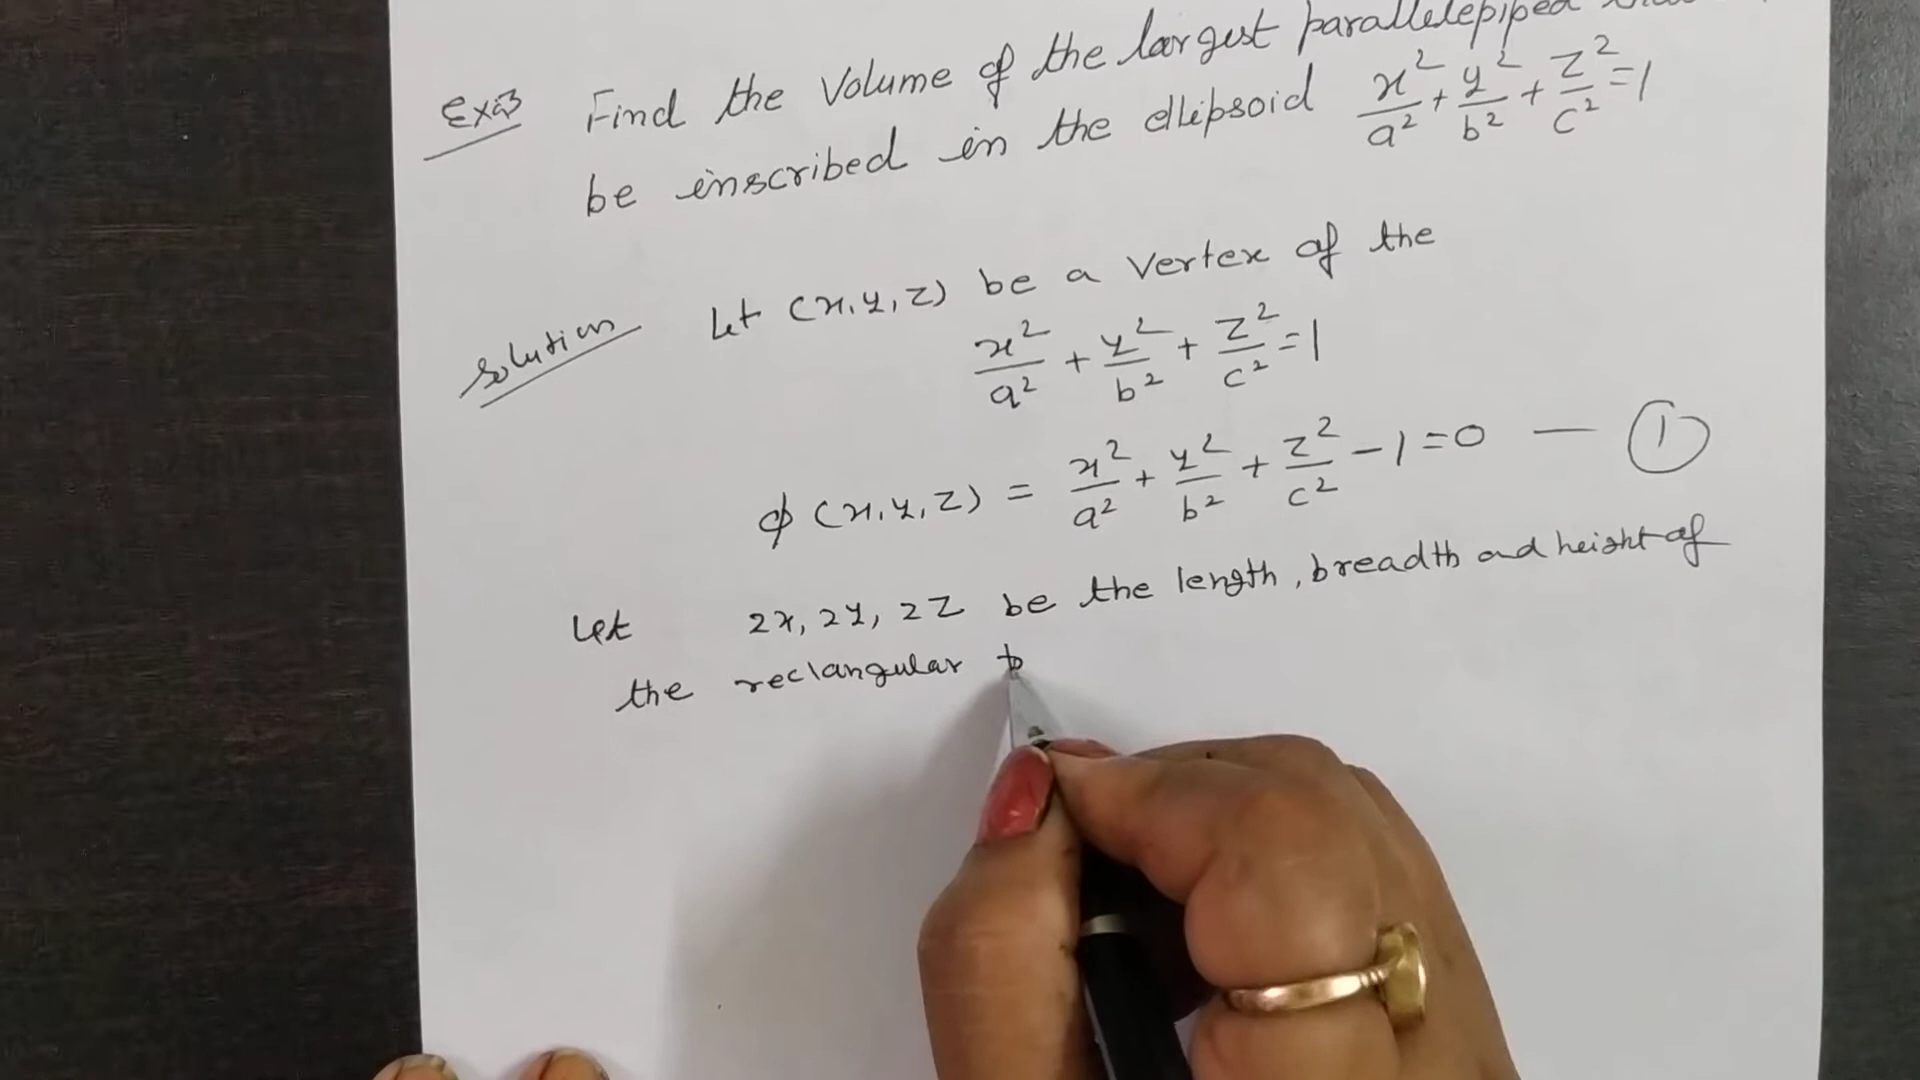 Ex:3 Find the Volume of the largest parallelepiped
be inscribed in the ellipsoid x²/a² + y²/b² + z²/c² = 1
Solution Let (x, y, z) be a Vertex of the
x²/a² + y²/b² + z²/c² = 1
φ(x, y, z) = x²/a² + y²/b² + z²/c² - 1 = 0 — ①
Let 2x, 2y, 2z be the length, breadth and height of
the rectangular p